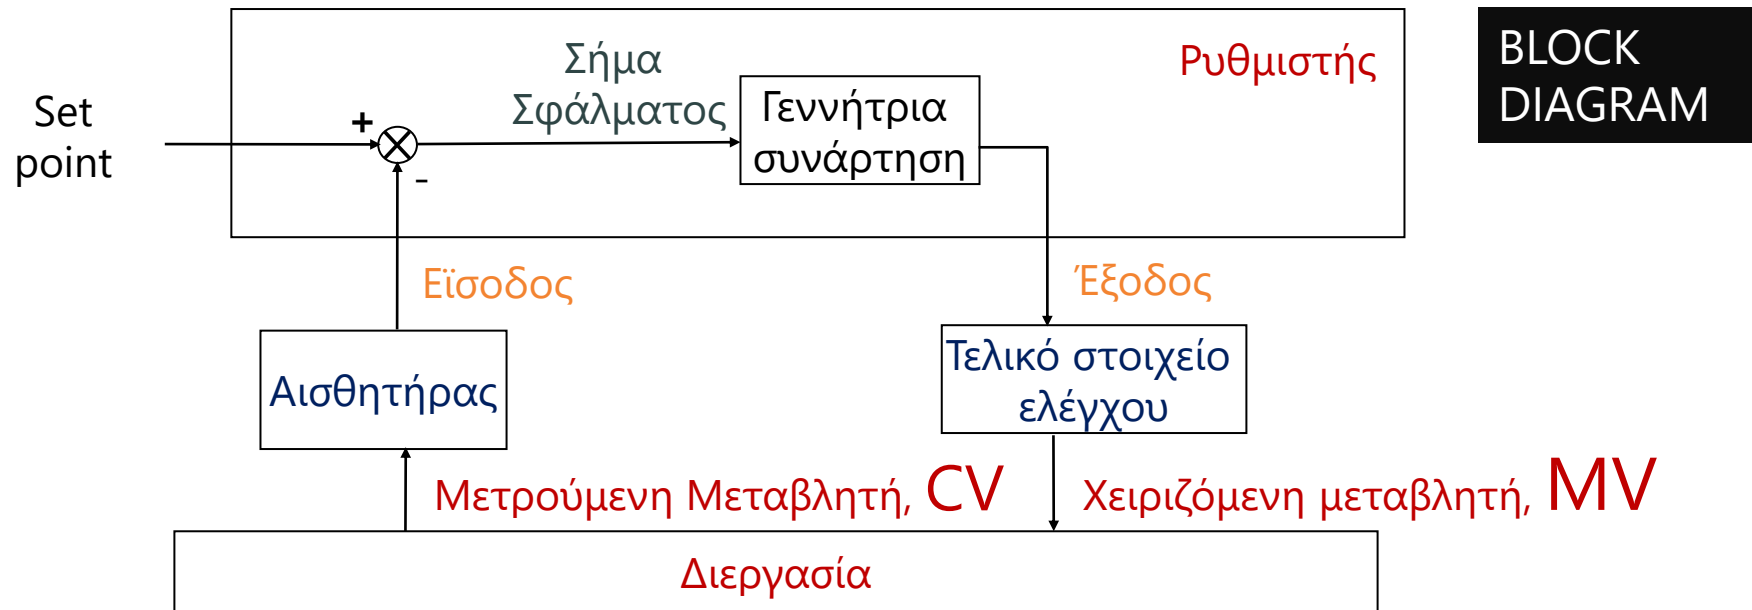 BLOCK
DIAGRAM
Ρυθμιστής
Σήμα
Σφάλματος
Γεννήτρια
συνάρτηση
Set
point
+
-
Εϊσοδος
Έξοδος
Αισθητήρας
Τελικό στοιχείο
ελέγχου
Μετρούμενη Μεταβλητή, CV
Χειριζόμενη μεταβλητή, MV
Διεργασία